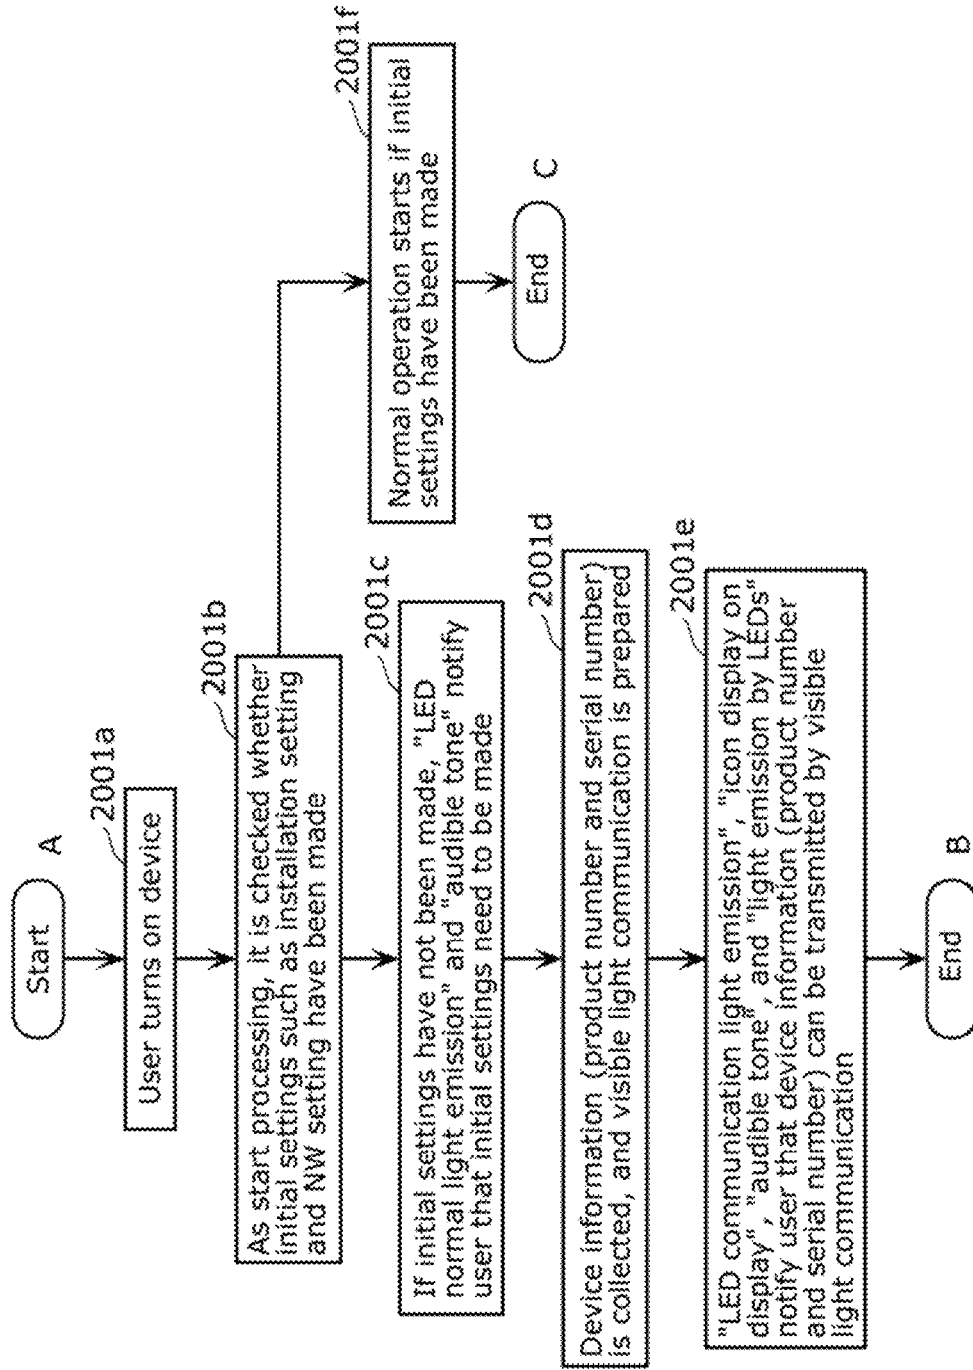 Start
A
2001a
User turns on device
2001b
As start processing, it is checked whether
initial settings such as installation setting
and NW setting have been made
2001c
If initial settings have not been made, "LED
normal light emission" and "audible tone" notify
user that initial settings need to be made
2001d
Device information (product number and serial number)
is collected, and visible light communication is prepared
2001e
"LED communication light emission", "icon display on
display", "audible tone", and "light emission by LEDs"
notify user that device information (product number
and serial number) can be transmitted by visible
light communication
End
B
2001f
Normal operation starts if initial
settings have been made
End
C